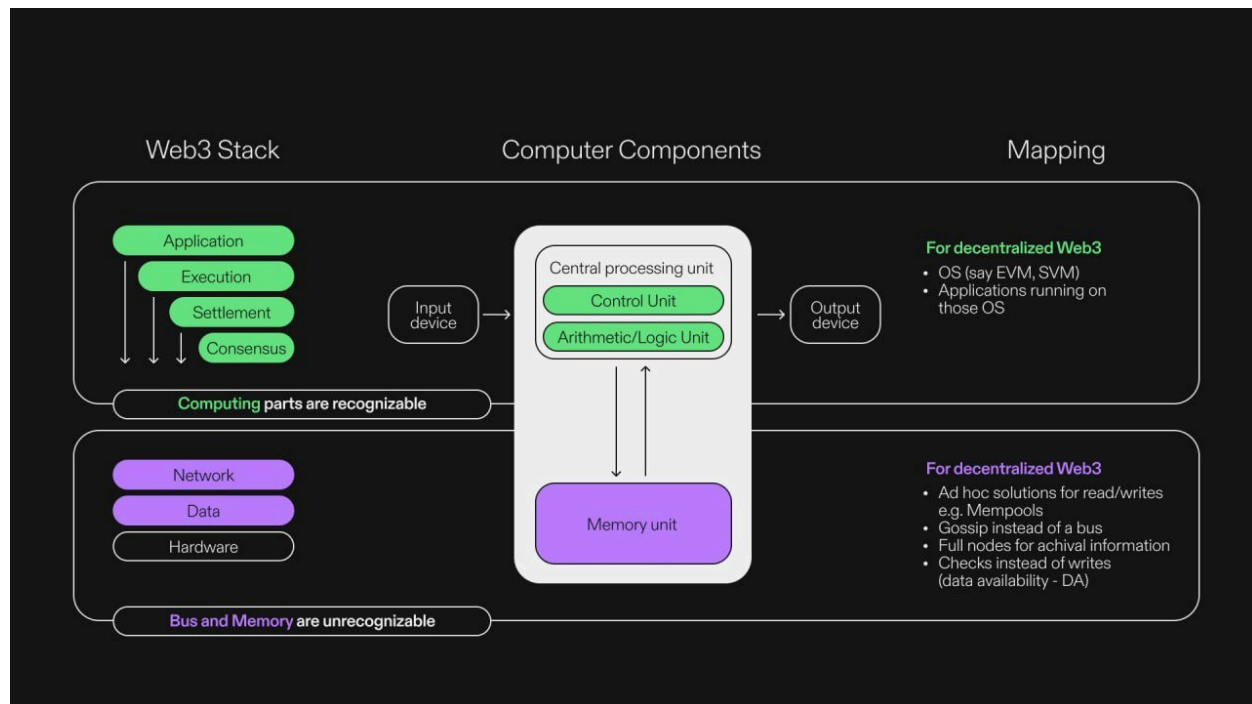 Web3 Stack
Computer Components
Mapping
Application
Execution
Settlement
Consensus
Input
device
Central processing unit
Control Unit
Arithmetic/Logic Unit
Output
device
For decentralized Web3
• OS (say EVM, SVM)
• Applications running on
those OS
Computing parts are recognizable
Network
Data
Hardware
Memory unit
For decentralized Web3
• Ad hoc solutions for read/writes
e.g. Mempools
• Gossip instead of a bus
• Full nodes for achival information
• Checks instead of writes
(data availability - DA)
Bus and Memory are unrecognizable